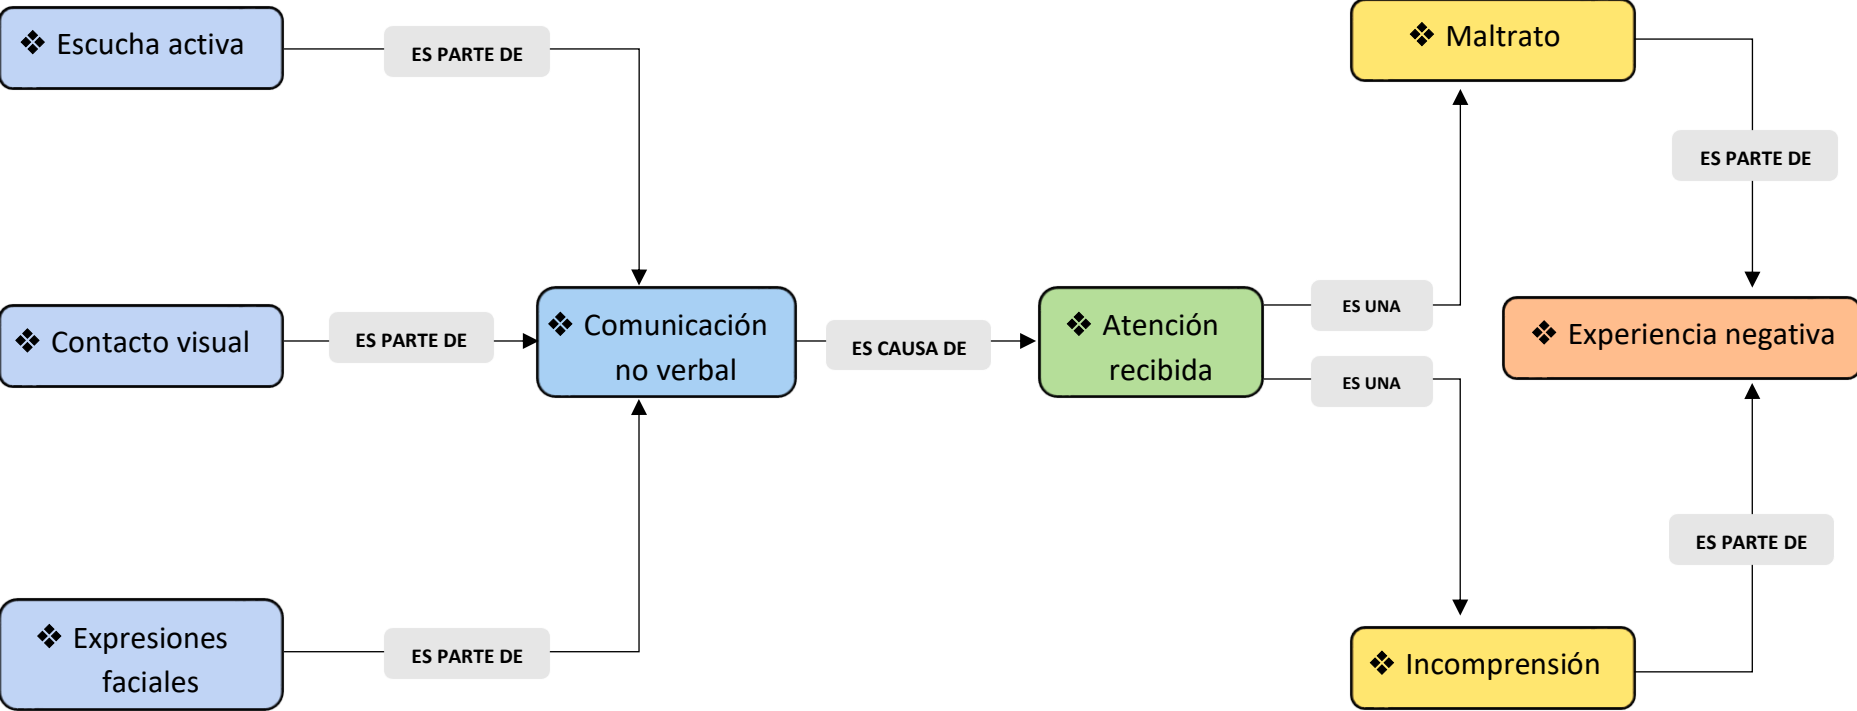 ❖ Escucha activa
ES PARTE DE
❖ Maltrato
ES PARTE DE
❖ Contacto visual
ES PARTE DE
❖ Comunicación
no verbal
ES CAUSA DE
❖ Atención
recibida
ES UNA
ES UNA
❖ Experiencia negativa
ES PARTE DE
❖ Expresiones
faciales
ES PARTE DE
❖ Incomprensión